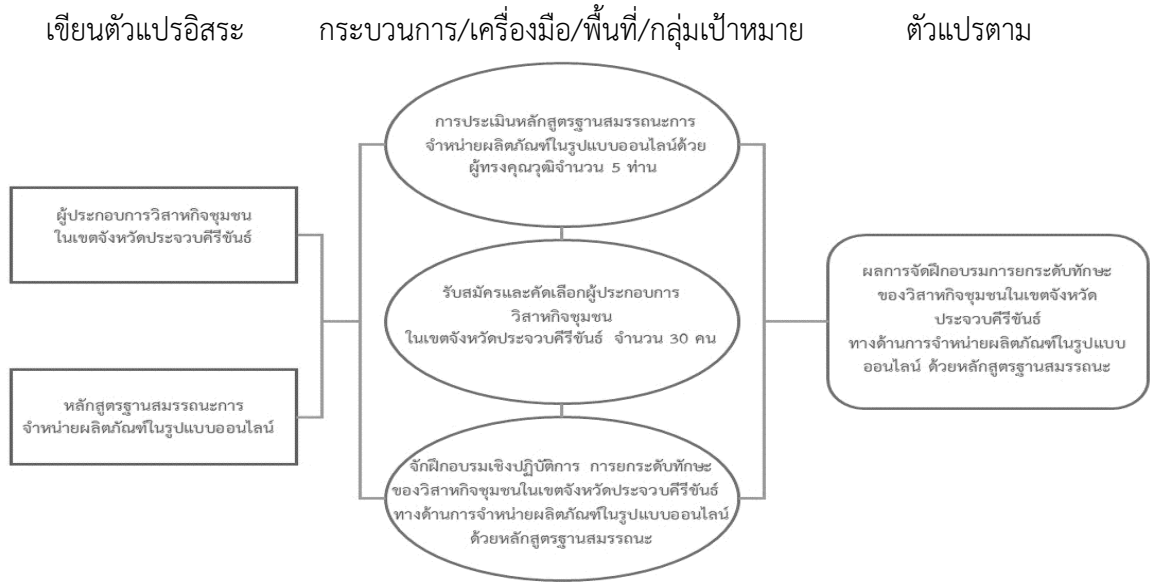 เขียนตัวแปรอิสระ
กระบวนการ/เครื่องมือ/พื้นที่/กลุ่มเป้าหมาย
ตัวแปรตาม
ผู้ประกอบการวิสาหกิจชุมชน
ในเขตจังหวัดประจวบคีรีขันธ์
หลักสูตรฐานสมรรถนะการ
จำหน่ายผลิตภัณฑ์ในรูปแบบออนไลน์
การประเมินหลักสูตรฐานสมรรถนะการ
จำหน่ายผลิตภัณฑ์ในรูปแบบออนไลน์ด้วย
ผู้ทรงคุณวุฒิจำนวน 5 ท่าน
รับสมัครและคัดเลือกผู้ประกอบการ
วิสาหกิจชุมชน
ในเขตจังหวัดประจวบคีรีขันธ์ จำนวน 30 คน
จัดฝึกอบรมเชิงปฏิบัติการ การยกระดับทักษะ
ของวิสาหกิจชุมชนในเขตจังหวัดประจวบคีรีขันธ์
ทางด้านการจำหน่ายผลิตภัณฑ์ในรูปแบบออนไลน์
ด้วยหลักสูตรฐานสมรรถนะ
ผลการจัดฝึกอบรมการยกระดับทักษะ
ของวิสาหกิจชุมชนในเขตจังหวัด
ประจวบคีรีขันธ์
ทางด้านการจำหน่ายผลิตภัณฑ์ในรูปแบบ
ออนไลน์ ด้วยหลักสูตรฐานสมรรถนะ